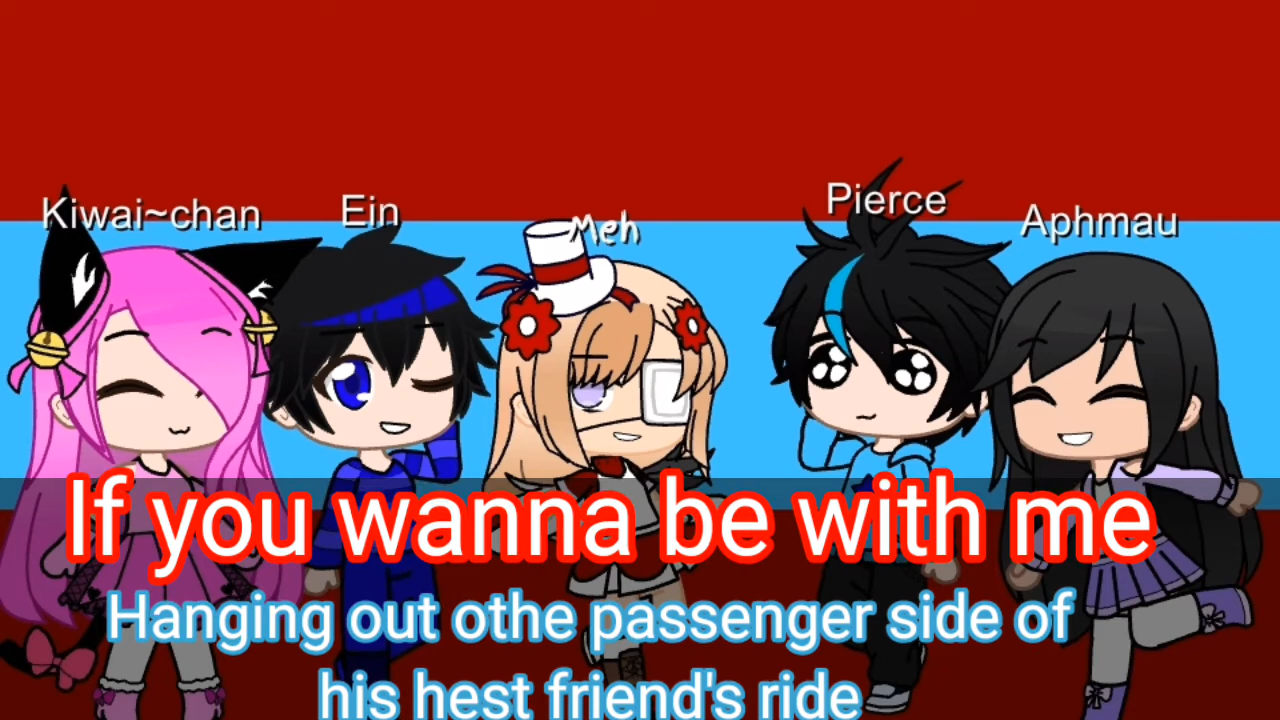 Kiwai~chan
Ein
Meh
Pierce
Aphmau
If you wanna be with me
Hanging out othe passenger side of
his hest friend's ride